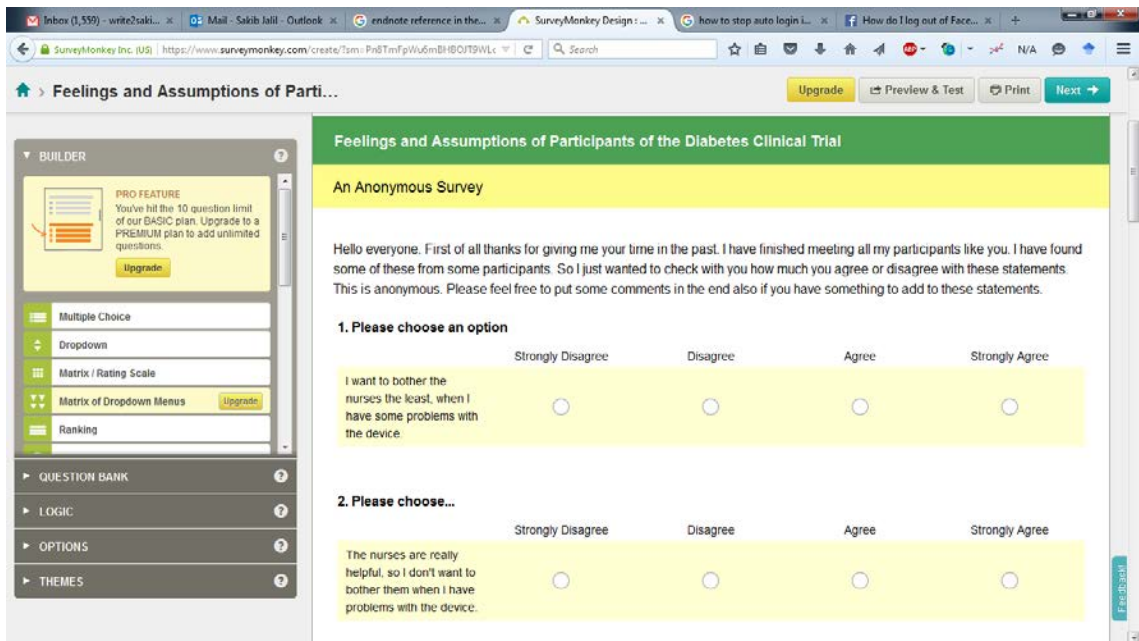 Inbox (1,559) - write2saki...
Mail - Sakib Jalil - Outlook
endnote reference in the...
SurveyMonkey Design : ...
how to stop auto login i...
How do I log out of Face...
SurveyMonkey Inc. (US)
https://www.surveymonkey.com/create/?sm=
Search
ABP
N/A
Feelings and Assumptions of Parti...
Upgrade
Preview & Test
Print
Next
BUILDER
PRO FEATURE
You've hit the 10 question limit
of our BASIC plan. Upgrade to a
PREMIUM plan to add unlimited
questions.
Upgrade
Multiple Choice
Dropdown
Matrix / Rating Scale
Matrix of Dropdown Menus Upgrade
Ranking
QUESTION BANK
LOGIC
OPTIONS
THEMES
Feelings and Assumptions of Participants of the Diabetes Clinical Trial
An Anonymous Survey
Hello everyone. First of all thanks for giving me your time in the past. I have finished meeting all my participants like you. I have found
some of these from some participants. So I just wanted to check with you how much you agree or disagree with these statements.
This is anonymous. Please feel free to put some comments in the end also if you have something to add to these statements.
1. Please choose an option
Strongly Disagree Disagree Agree Strongly Agree
I want to bother the
nurses the least, when I
have some problems with
the device.
2. Please choose...
Strongly Disagree Disagree Agree Strongly Agree
The nurses are really
helpful, so I don't want to
bother them when I have
problems with the device.
Feedback!